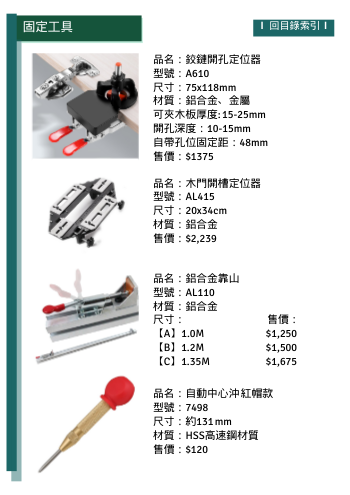 固定工具
I 回目錄索引 I
品名：鉸鏈開孔定位器
型號：A610
尺寸：75x118mm
材質：鋁合金、金屬
可夾木板厚度:15-25mm
開孔深度：10-15mm
自帶孔位固定距：48mm
售價：$1375
品名：木門開槽定位器
型號：AL415
尺寸：20x34cm
材質：鋁合金
售價：$2,239
品名：鋁合金靠山
型號：AL110
材質：鋁合金
尺寸： 售價：
【A】1.0M $1,250
【B】1.2M $1,500
【C】1.35M $1,675
品名：自動中心沖紅帽款
型號：7498
尺寸：約131mm
材質：HSS高速鋼材質
售價：$120